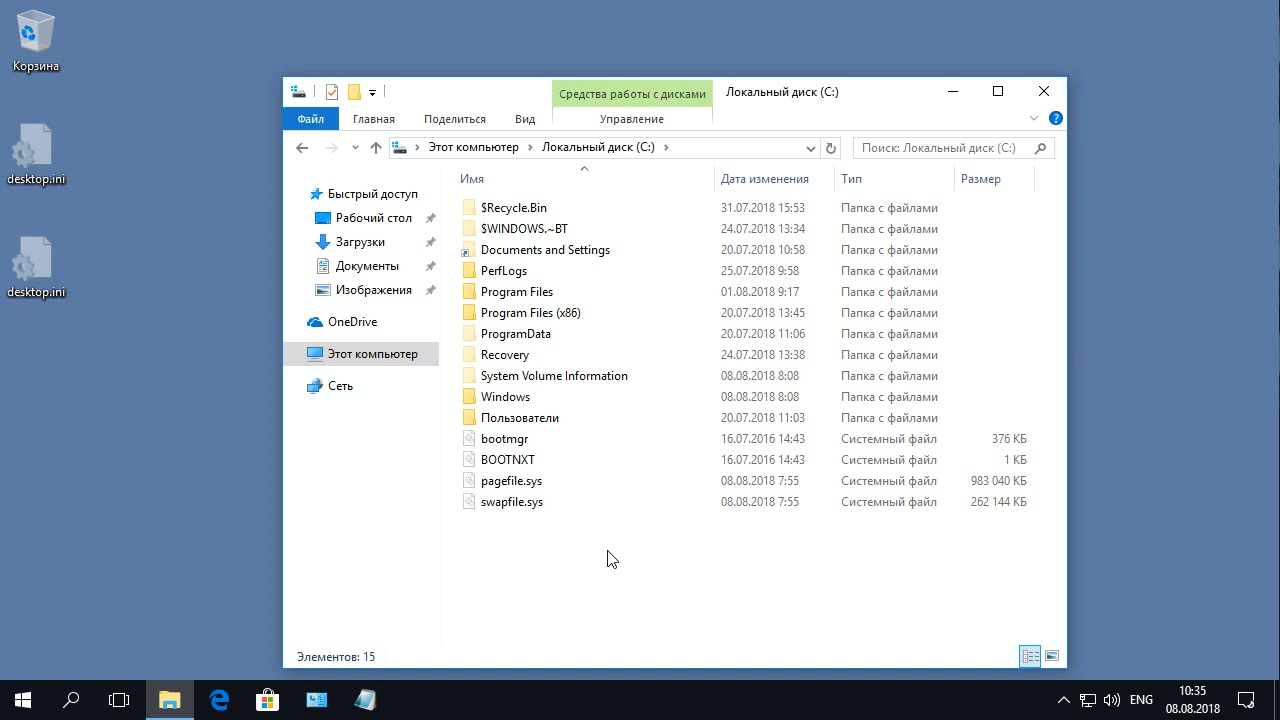 Корзина
desktop.ini
desktop.ini
Средства работы с дисками
Локальный диск (C:)
Файл
Главная
Поделиться
Вид
Управление
Этот компьютер
Локальный диск (C:)
Поиск: Локальный диск (C:)
Быстрый доступ
Рабочий стол
Загрузки
Документы
Изображения
OneDrive
Этот компьютер
Сеть
Имя Дата изменения Тип Размер
$Recycle.Bin 31.07.2018 15:53 Папка с файлами
$WINDOWS.~BT 24.07.2018 13:34 Папка с файлами
Documents and Settings 20.07.2018 10:58 Папка с файлами
PerfLogs 25.07.2018 9:58 Папка с файлами
Program Files 01.08.2018 9:17 Папка с файлами
Program Files (x86) 20.07.2018 13:45 Папка с файлами
ProgramData 20.07.2018 11:06 Папка с файлами
Recovery 24.07.2018 13:38 Папка с файлами
System Volume Information 08.08.2018 8:08 Папка с файлами
Windows 08.08.2018 8:08 Папка с файлами
Пользователи 20.07.2018 11:03 Папка с файлами
bootmgr 16.07.2016 14:43 Системный файл 376 КБ
BOOTNXT 16.07.2016 14:43 Системный файл 1 КБ
pagefile.sys 08.08.2018 7:55 Системный файл 983 040 КБ
swapfile.sys 08.08.2018 7:55 Системный файл 262 144 КБ
Элементов: 15
ENG
10:35
08.08.2018